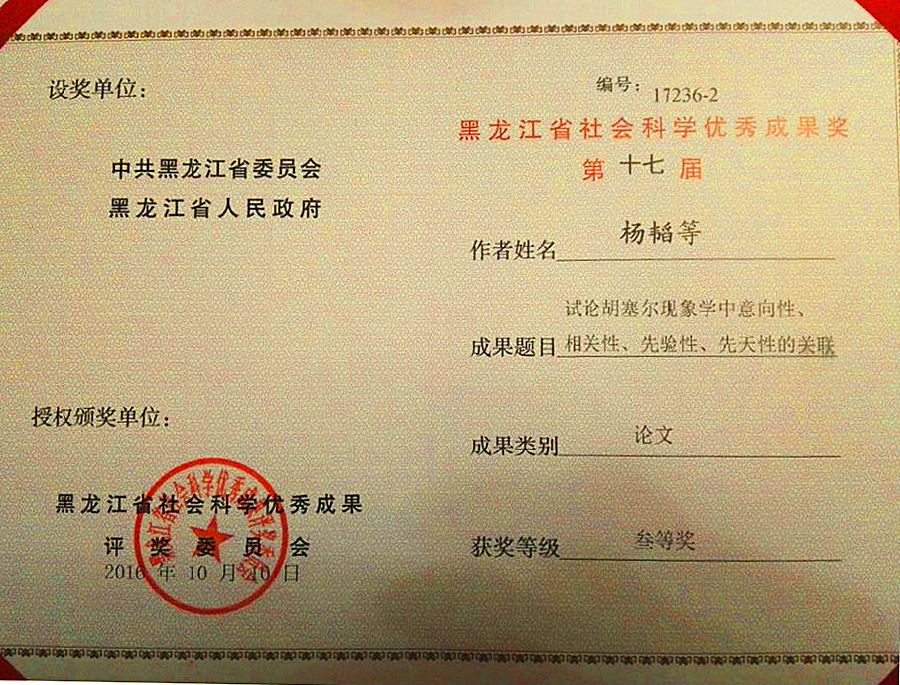 设奖单位：
中共黑龙江省委员会
黑龙江省人民政府
授权颁奖单位：
黑龙江省社会科学优秀成果
评奖委员会
2016年10月10日
编号：17236-2
黑龙江省社会科学优秀成果奖
第十七届
作者姓名 杨韬等
试论胡塞尔现象学中意向性、
成果题目 相关性、先验性、先天性的关联
成果类别 论文
获奖等级 叁等奖